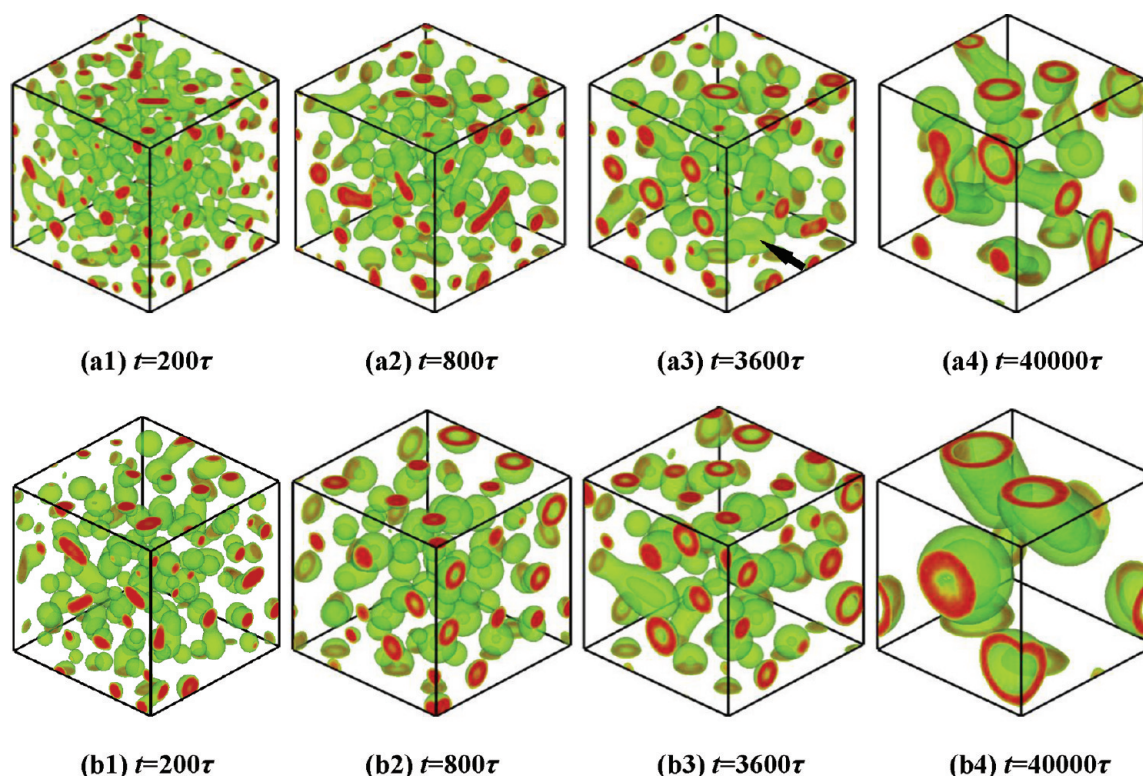 (a1) t=200τ (a2) t=800τ (a3) t=3600τ (a4) t=40000τ
(b1) t=200τ (b2) t=800τ (b3) t=3600τ (b4) t=40000τ